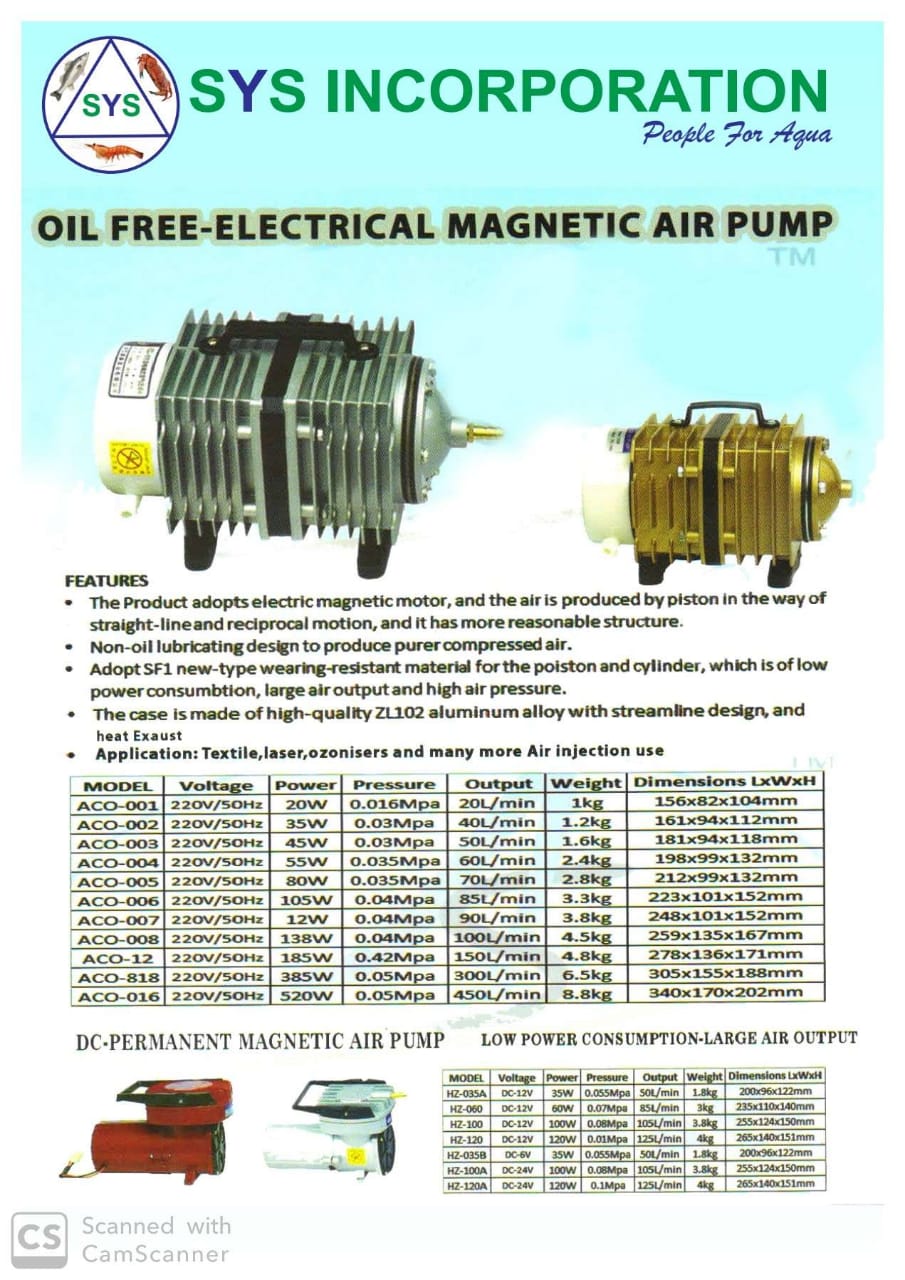 SYS
SYS INCORPORATION
People For Aqua
OIL FREE-ELECTRICAL MAGNETIC AIR PUMP
TM
FEATURES
• The Product adopts electric magnetic motor, and the air is produced by piston in the way of
straight-line and reciprocal motion, and it has more reasonable structure.
• Non-oil lubricating design to produce purer compressed air.
• Adopt SF1 new-type wearing-resistant material for the poiston and cylinder, which is of low
power consumbtion, large air output and high air pressure.
• The case is made of high-quality ZL102 aluminum alloy with streamline design, and
heat Exaust
• Application: Textile,laser,ozonisers and many more Air injection use
MODEL Voltage Power Pressure Output Weight Dimensions LxWxH
ACO-001 220V/50Hz 20W 0.016Mpa 20L/min 1kg 156x82x104mm
ACO-002 220V/50Hz 35W 0.03Mpa 40L/min 1.2kg 161x94x112mm
ACO-003 220V/50Hz 45W 0.03Mpa 50L/min 1.6kg 181x94x118mm
ACO-004 220V/50Hz 55W 0.035Mpa 60L/min 2.4kg 198x99x132mm
ACO-005 220V/50Hz 80W 0.035Mpa 70L/min 2.8kg 212x99x132mm
ACO-006 220V/50Hz 105W 0.04Mpa 85L/min 3.3kg 223x101x152mm
ACO-007 220V/50Hz 12W 0.04Mpa 90L/min 3.8kg 248x101x152mm
ACO-008 220V/50Hz 138W 0.04Mpa 100L/min 4.5kg 259x135x167mm
ACO-12 220V/50Hz 185W 0.42Mpa 150L/min 4.8kg 278x136x171mm
ACO-818 220V/50Hz 385W 0.05Mpa 300L/min 6.5kg 305x155x188mm
ACO-016 220V/50Hz 520W 0.05Mpa 450L/min 8.8kg 340x170x202mm
DC-PERMANENT MAGNETIC AIR PUMP LOW POWER CONSUMPTION-LARGE AIR OUTPUT
MODEL Voltage Power Pressure Output Weight Dimensions LxWxH
HZ-035A DC-12V 35W 0.055Mpa 50L/min 1.8kg 200x96x122mm
HZ-060 DC-12V 60W 0.07Mpa 85L/min 3kg 235x110x140mm
HZ-100 DC-12V 100W 0.08Mpa 105L/min 3.8kg 255x124x150mm
HZ-120 DC-12V 120W 0.01Mpa 125L/min 4kg 265x140x151mm
HZ-035B DC-6V 35W 0.055Mpa 50L/min 1.8kg 200x96x122mm
HZ-100A DC-24V 100W 0.08Mpa 105L/min 3.8kg 255x124x150mm
HZ-120A DC-24V 120W 0.1Mpa 125L/min 4kg 265x140x151mm
CS Scanned with
CamScanner